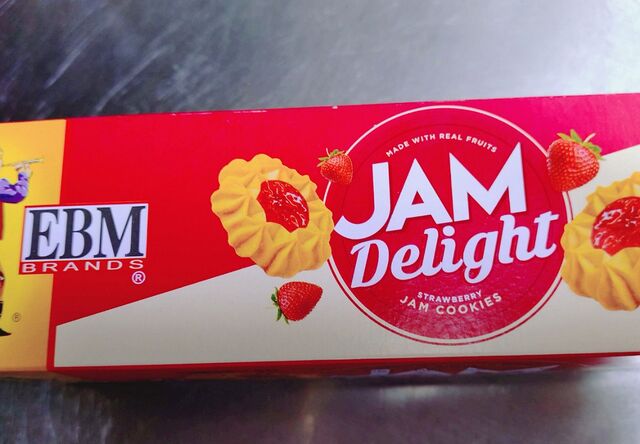 EBM
BRANDS
®
®
MADE WITH REAL FRUITS
JAM
Delight
STRAWBERRY
JAM COOKIES